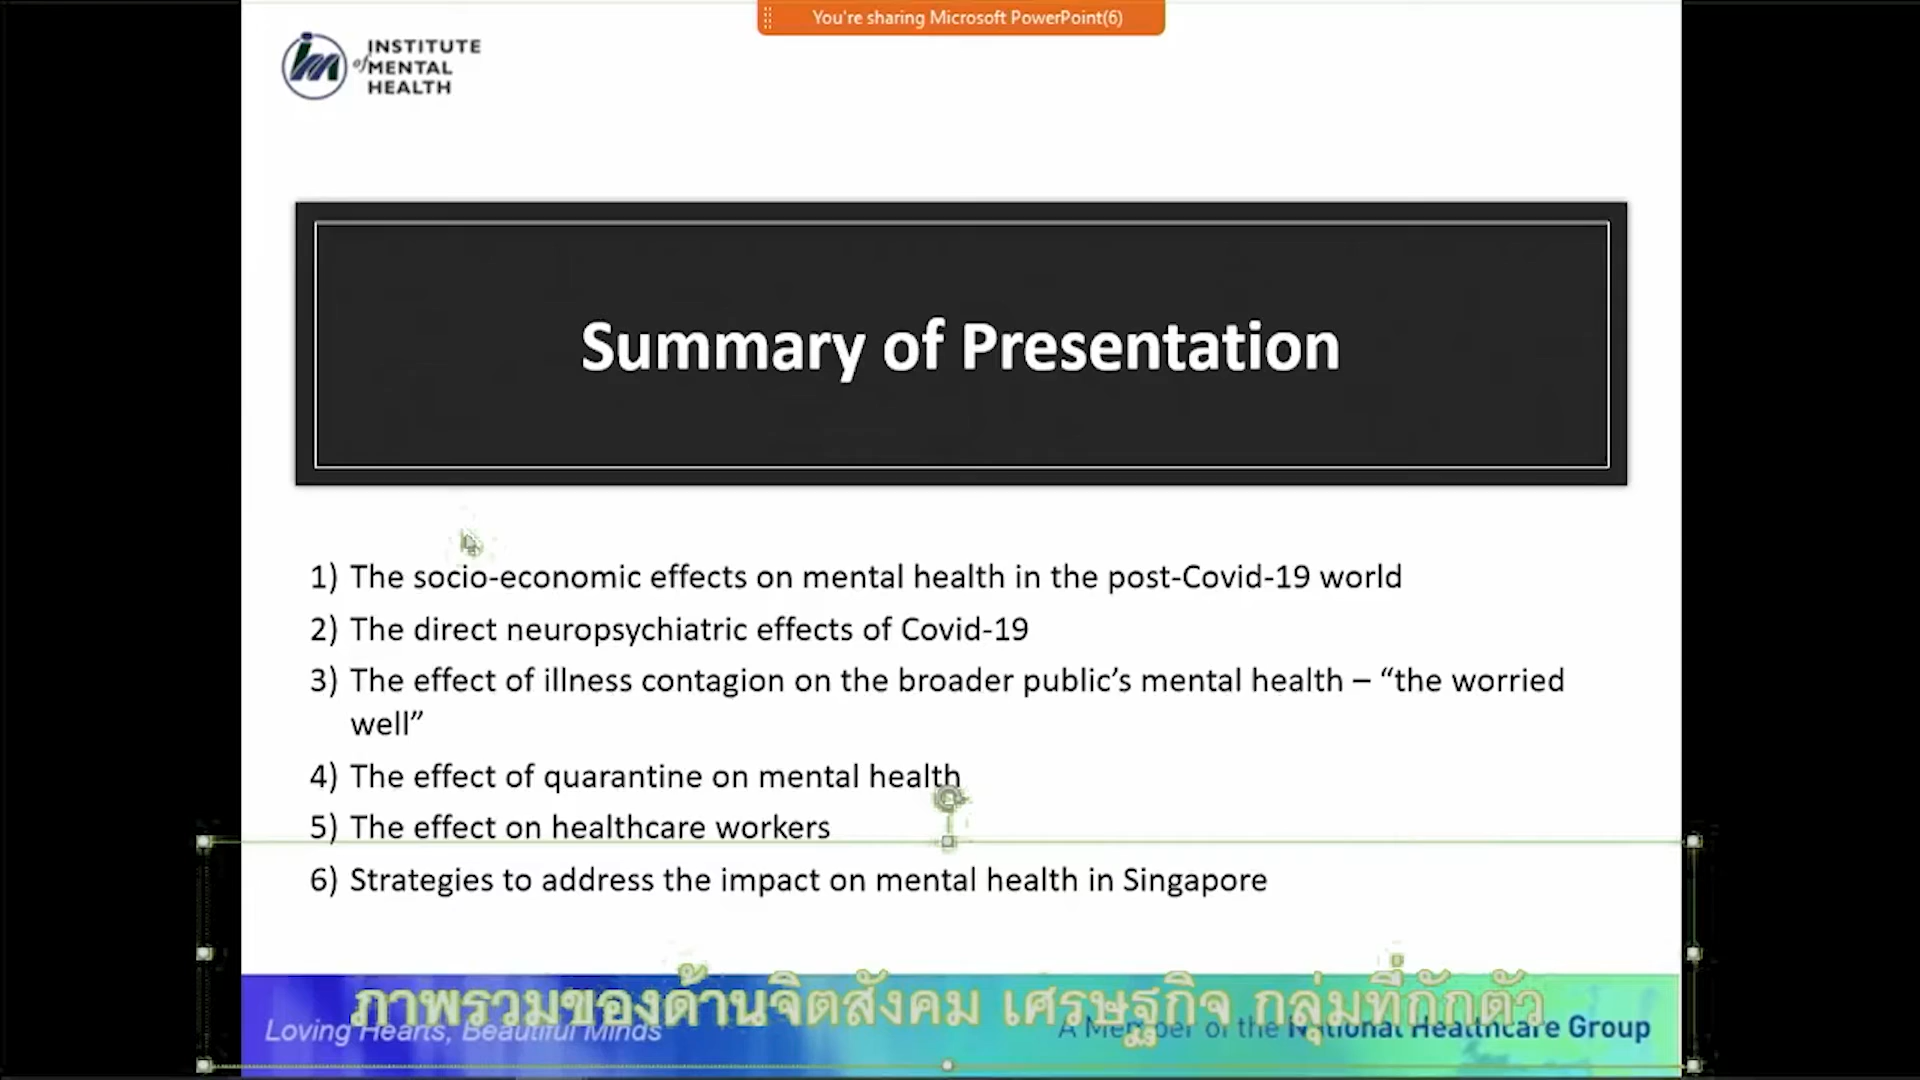 You're sharing Microsoft PowerPoint(6)
INSTITUTE
of MENTAL
HEALTH
Summary of Presentation
1) The socio-economic effects on mental health in the post-Covid-19 world
2) The direct neuropsychiatric effects of Covid-19
3) The effect of illness contagion on the broader public’s mental health – “the worried
well”
4) The effect of quarantine on mental health
5) The effect on healthcare workers
6) Strategies to address the impact on mental health in Singapore
ภาพรวมของด้านจิตสังคม เศรษฐกิจ กลุ่มที่กักตัว
Loving Hearts, Beautiful Minds
A Member of the National Healthcare Group